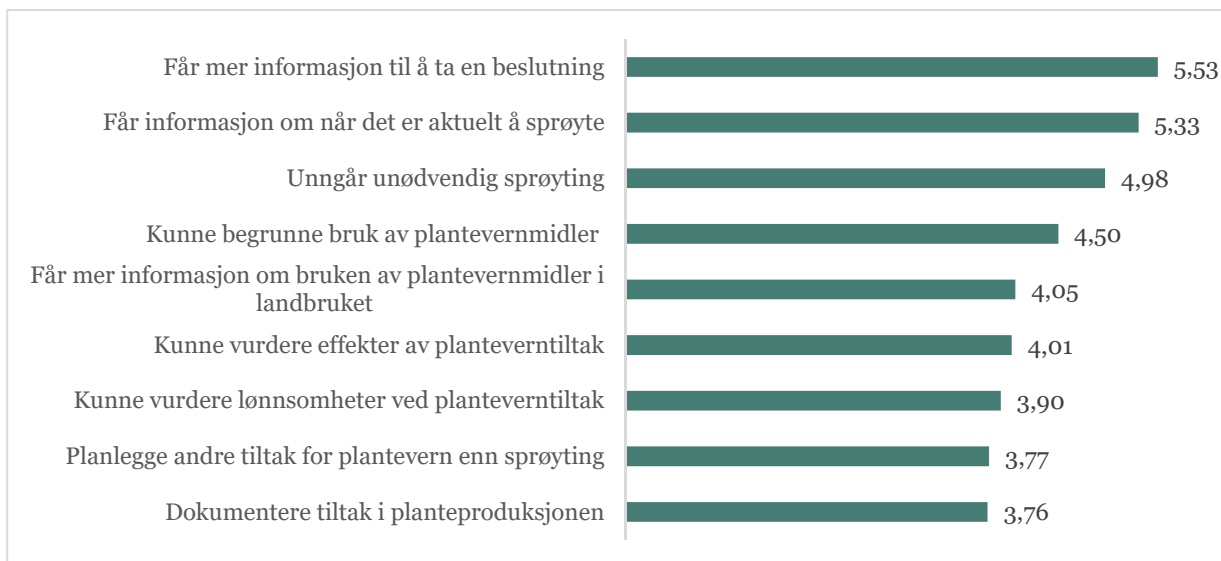 Får mer informasjon til å ta en beslutning 5,53
Får informasjon om når det er aktuelt å sprøyte 5,33
Unngår unødvendig sprøyting 4,98
Kunne begrunne bruk av plantevernmidler 4,50
Får mer informasjon om bruken av plantevernmidler i
landbruket 4,05
Kunne vurdere effekter av planteverntiltak 4,01
Kunne vurdere lønnsomheter ved planteverntiltak 3,90
Planlegge andre tiltak for plantevern enn sprøyting 3,77
Dokumentere tiltak i planteproduksjonen 3,76